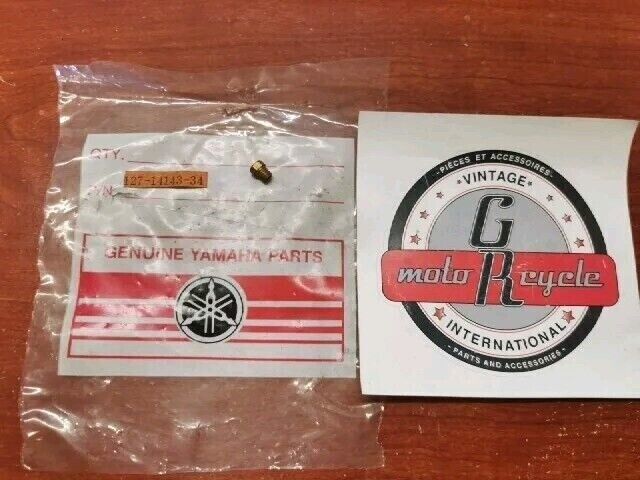 QTY.
P/N. 127-14143-34
GENUINE YAMAHA PARTS
- PIÈCES ET ACCESSOIRES -
VINTAGE
G
moto R cycle
INTERNATIONAL
- PARTS AND ACCESSORIES -